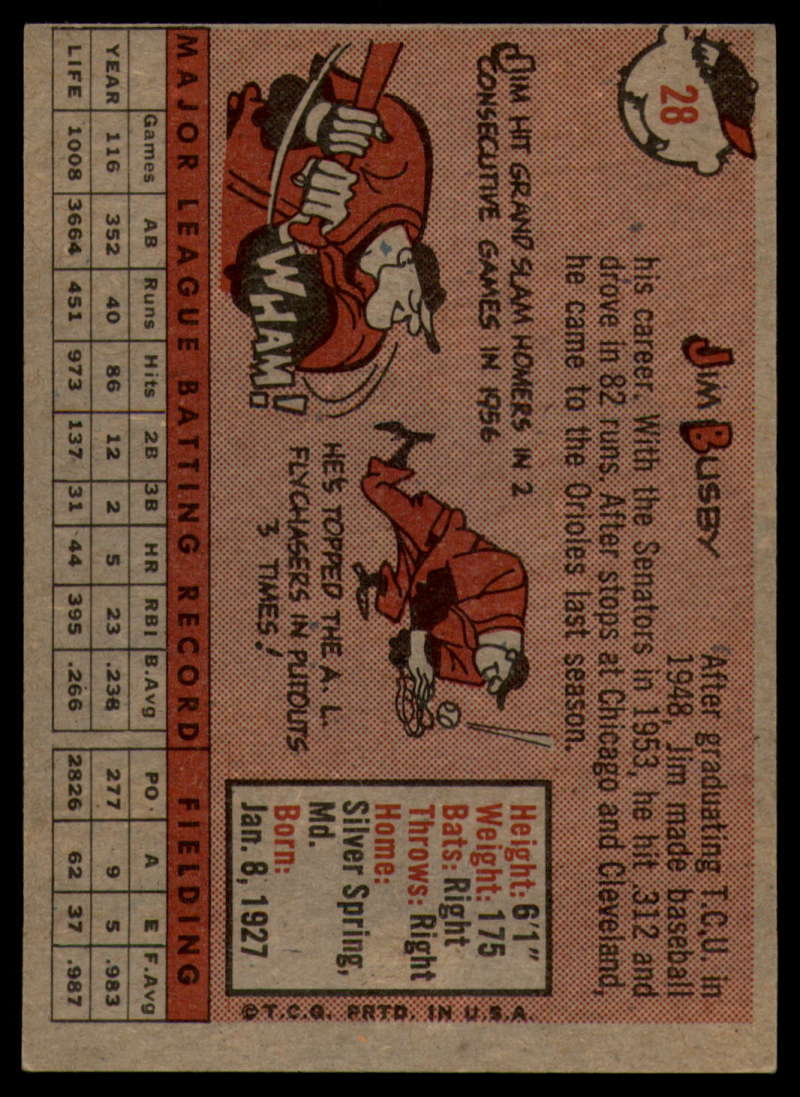 28
JIM BUSBY
After graduating T.C.U. in
1948, Jim made baseball
his career. With the Senators in 1953, he hit .312 and
drove in 82 runs. After stops at Chicago and Cleveland,
he came to the Orioles last season.
JIM HIT GRAND SLAM HOMERS IN 2
CONSECUTIVE GAMES IN 1956
WHAM!
HE'S TOPPED THE A. L.
FLYCHASERS IN PUTOUTS
3 TIMES!
Height: 6'1"
Weight: 175
Bats: Right
Throws: Right
Home:
Silver Spring,
Md.
Born:
Jan. 8, 1927
©T.C.G. PRTD. IN U.S.A.
MAJOR LEAGUE BATTING RECORD FIELDING
Games AB Runs Hits 2B 3B HR RBI B.Avg PO A E F.Avg
YEAR 116 352 40 86 12 2 5 23 .238 277 9 5 .983
LIFE 1008 3664 451 973 137 31 44 395 .266 2826 62 37 .987